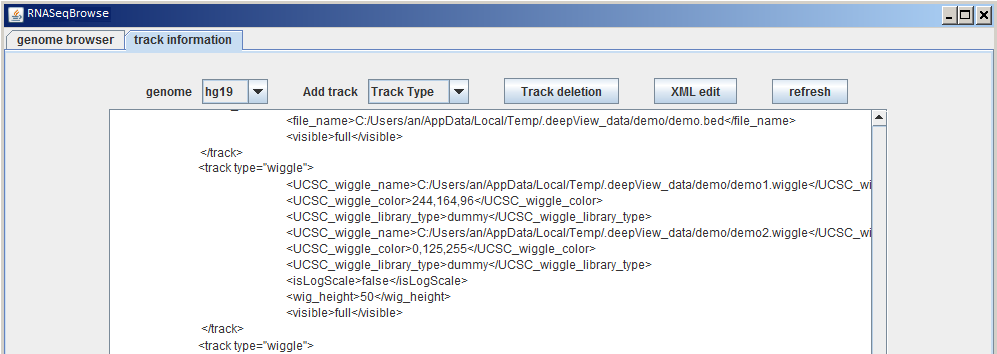 RNASeqBrowse
genome browser track information
genome hg19 Add track Track Type Track deletion XML edit refresh
<file_name>C:/Users/an/AppData/Local/Temp/.deepView_data/demo/demo.bed</file_name>
<visible>full</visible>
</track>
<track type="wiggle">
<UCSC_wiggle_name>C:/Users/an/AppData/Local/Temp/.deepView_data/demo/demo1.wiggle</UCSC_wi
<UCSC_wiggle_color>244,164,96</UCSC_wiggle_color>
<UCSC_wiggle_library_type>dummy</UCSC_wiggle_library_type>
<UCSC_wiggle_name>C:/Users/an/AppData/Local/Temp/.deepView_data/demo/demo2.wiggle</UCSC_wi
<UCSC_wiggle_color>0,125,255</UCSC_wiggle_color>
<UCSC_wiggle_library_type>dummy</UCSC_wiggle_library_type>
<isLogScale>false</isLogScale>
<wig_height>50</wig_height>
<visible>full</visible>
</track>
<track type="wiggle">